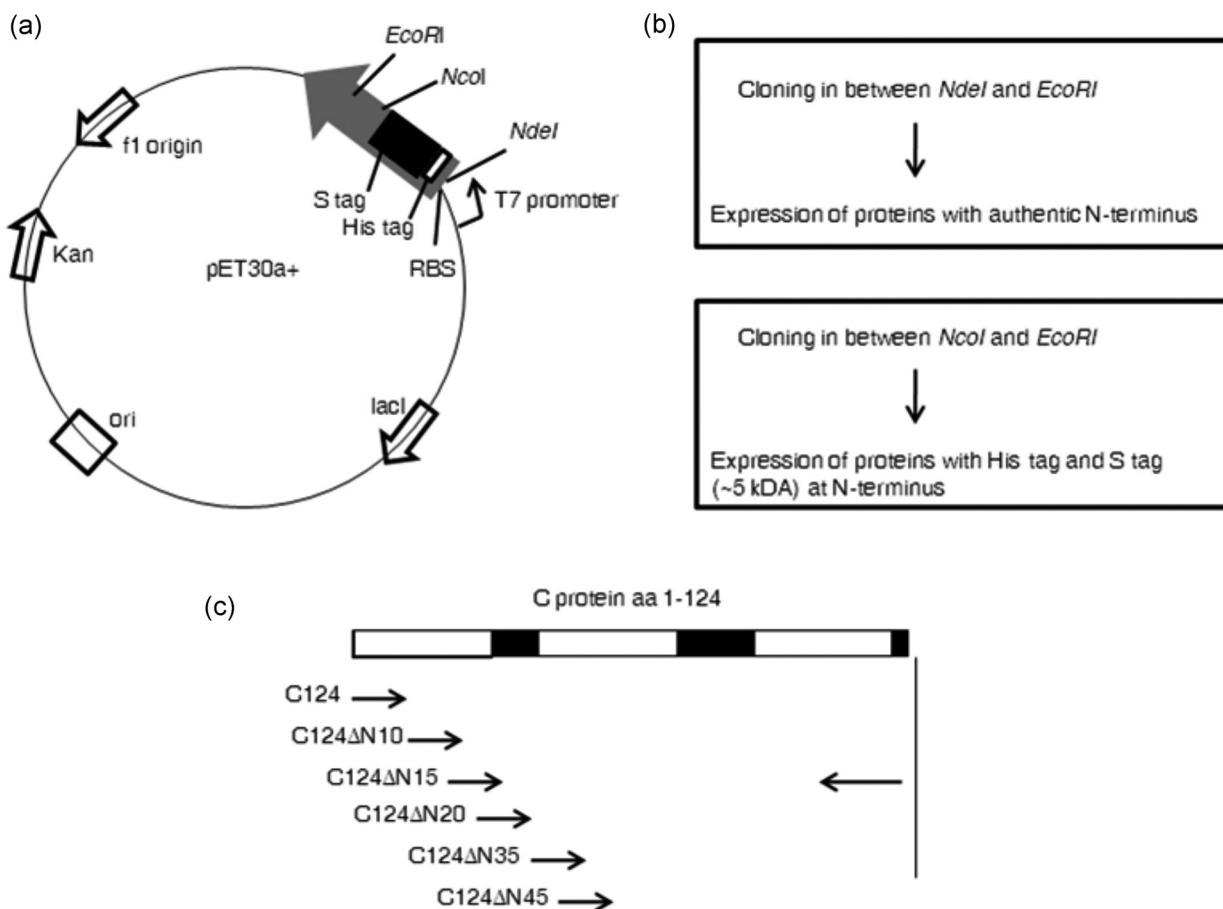 (a)
EcoRI
NcoI
NdeI
f1 origin
S tag
His tag
T7 promoter
RBS
Kan
pET30a+
ori
lacI
(b)
Cloning in between NdeI and EcoRI
Expression of proteins with authentic N-terminus
Cloning in between NcoI and EcoRI
Expression of proteins with His tag and S tag
(~5 kDA) at N-terminus
(c)
C protein aa 1-124
C124
C124ΔN10
C124ΔN15
C124ΔN20
C124ΔN35
C124ΔN45